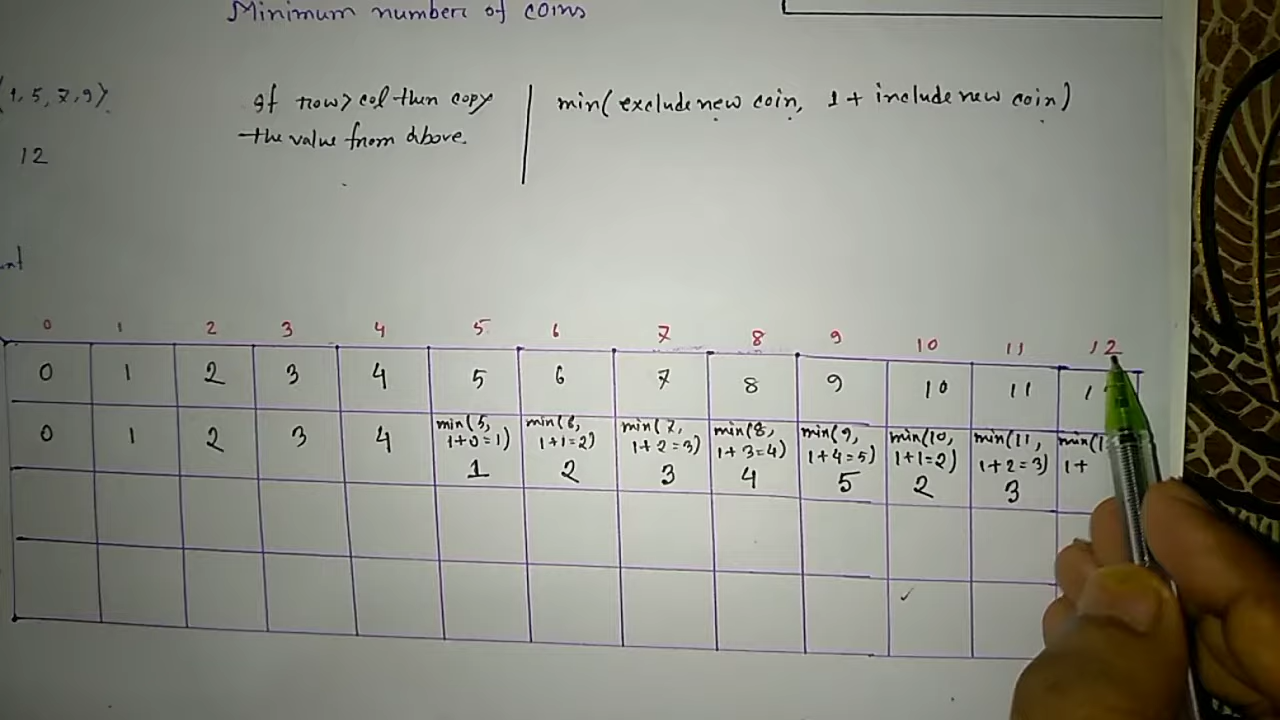 Minimum number of coins
1, 5, 7, 9}
If row > col then copy
the value from above.
min( exclude new coin, 1 + include new coin )
12
0 1 2 3 4 5 6 7 8 9 10 11 12
0 1 2 3 4 5 6 7 8 9 10 11
0 1 2 3 4
min(5,
1+0=1)
1
min(6,
1+1=2)
2
min(7,
1+2=3)
3
min(8,
1+3=4)
4
min(9,
1+4=5)
5
min(10,
1+1=2)
2
min(11,
1+2=3)
3
min(1
1+